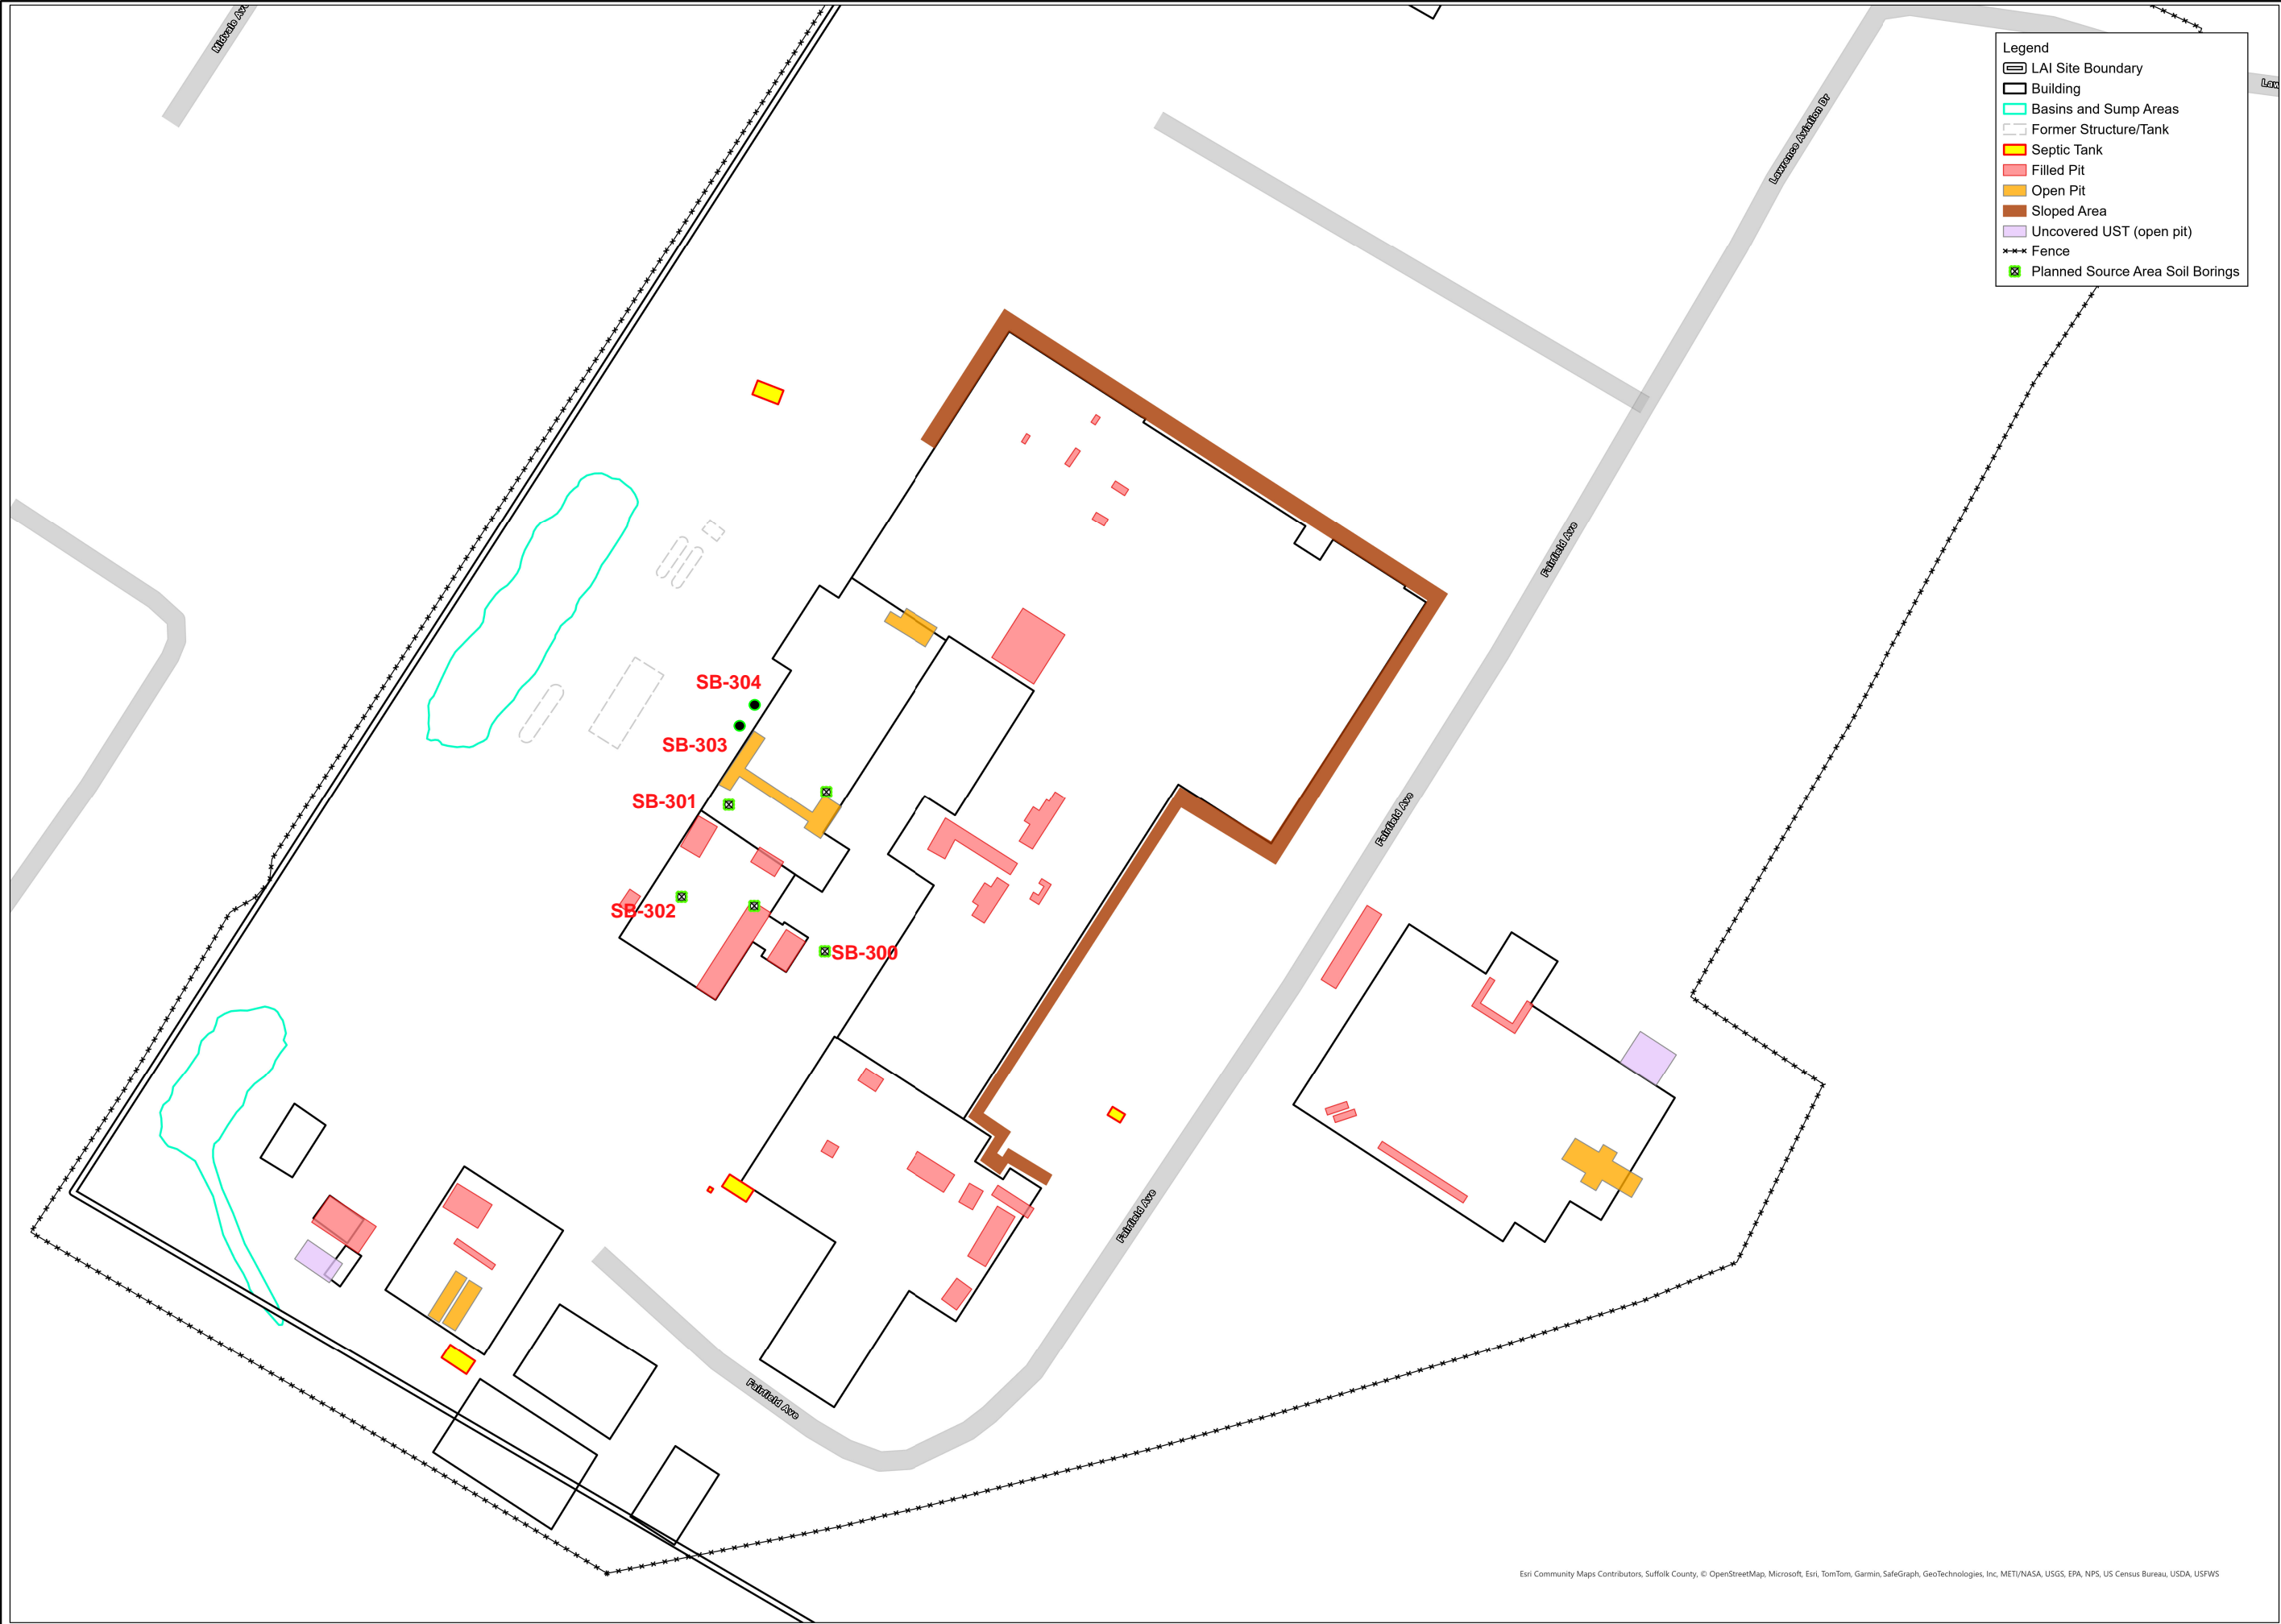 Midvale Ave
Legend
LAI Site Boundary
Building
Basins and Sump Areas
Former Structure/Tank
Septic Tank
Filled Pit
Open Pit
Sloped Area
Uncovered UST (open pit)
Fence
Planned Source Area Soil Borings
Law
Lawrence Aviation Dr
Fairfield Ave
SB-304
SB-303
SB-301
Fairfield Ave
SB-302
SB-300
Fairfield Ave
Fairfield Ave
Esri Community Maps Contributors, Suffolk County, © OpenStreetMap, Microsoft, Esri, TomTom, Garmin, SafeGraph, GeoTechnologies, Inc, METI/NASA, USGS, EPA, NPS, US Census Bureau, USDA, USFWS